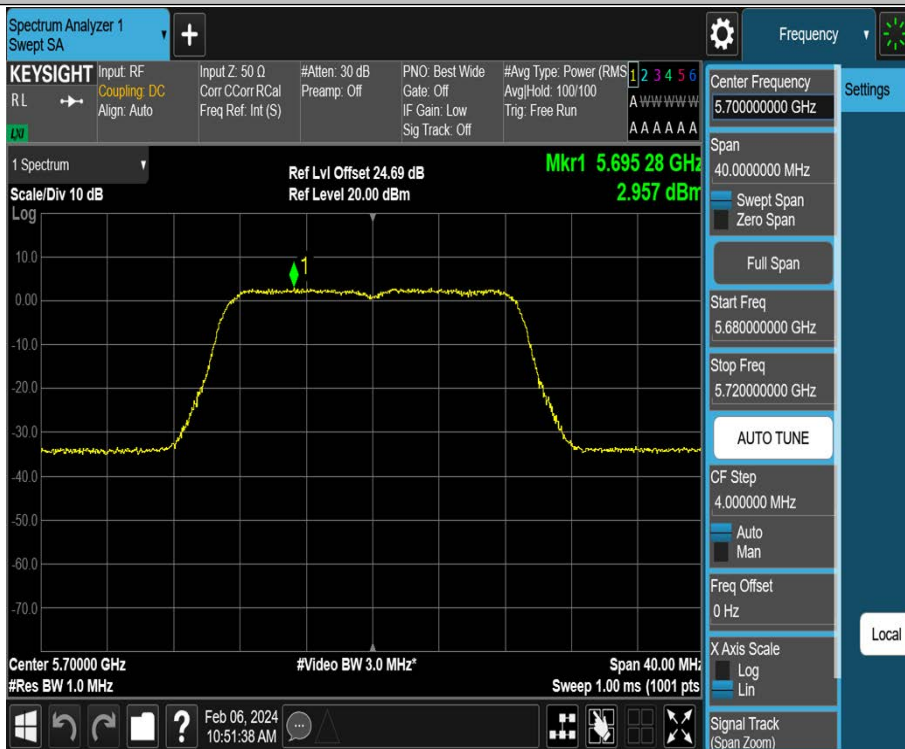 Spectrum Analyzer 1
Swept SA
Frequency
KEYSIGHT
RL
LXI
Input: RF
Coupling: DC
Align: Auto
Input Z: 50 Ω
Corr CCorr RCal
Freq Ref: Int (S)
#Atten: 30 dB
Preamp: Off
PNO: Best Wide
Gate: Off
IF Gain: Low
Sig Track: Off
#Avg Type: Power (RMS
Avg|Hold: 100/100
Trig: Free Run
1 2 3 4 5 6
A W W W W W
A A A A A A
1 Spectrum
Scale/Div 10 dB
Log
Ref Lvl Offset 24.69 dB
Ref Level 20.00 dBm
Mkr1 5.695 28 GHz
2.957 dBm
10.0
0.00
-10.0
-20.0
-30.0
-40.0
-50.0
-60.0
-70.0
1
Center 5.70000 GHz
#Res BW 1.0 MHz
#Video BW 3.0 MHz*
Span 40.00 MHz
Sweep 1.00 ms (1001 pts
?
Feb 06, 2024
10:51:38 AM
Center Frequency
5.700000000 GHz
Settings
Span
40.0000000 MHz
Swept Span
Zero Span
Full Span
Start Freq
5.680000000 GHz
Stop Freq
5.720000000 GHz
AUTO TUNE
CF Step
4.000000 MHz
Auto
Man
Freq Offset
0 Hz
Local
X Axis Scale
Log
Lin
Signal Track
(Span Zoom)